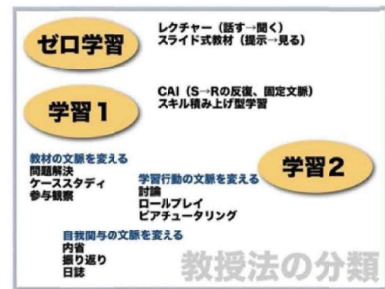 ゼロ学習
レクチャー（話す→聞く）
スライド式教材（提示→見る）
学習1
CAI（S→Rの反復、固定文脈）
スキル積み上げ型学習
学習2
教材の文脈を変える
問題解決
ケーススタディ
参与観察
学習行動の文脈を変える
討論
ロールプレイ
ピアチュータリング
自我関与の文脈を変える
内省
振り返り
日誌
教授法の分類